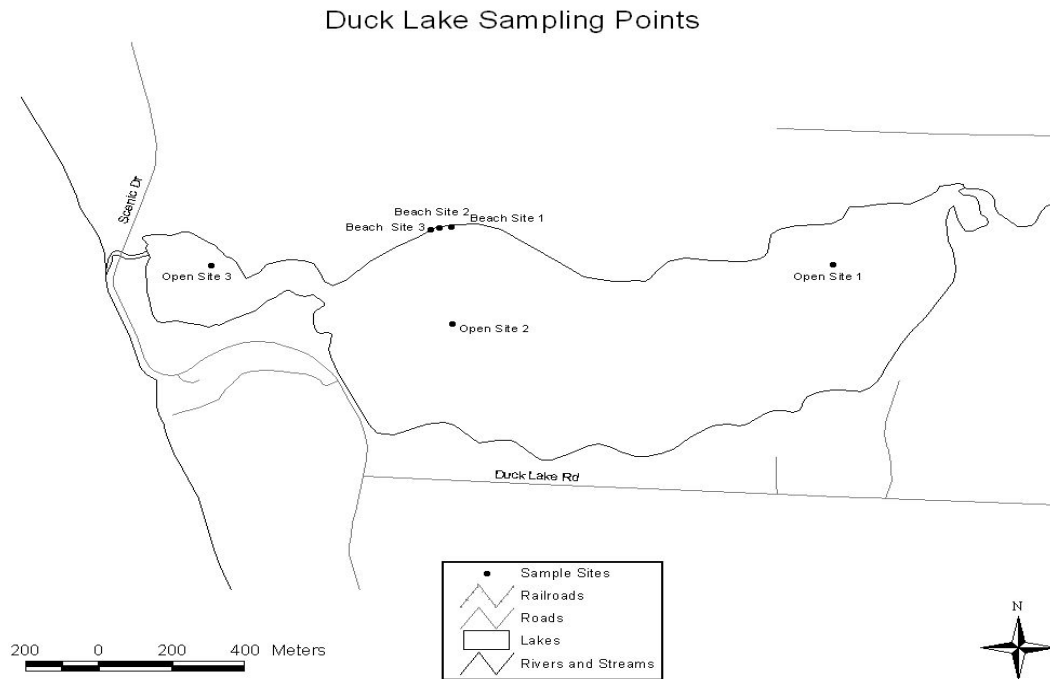 Duck Lake Sampling Points
Scenic Dr
Beach Site 2
Beach Site 1
Beach Site 3
Open Site 3
Open Site 1
Open Site 2
Duck Lake Rd
Sample Sites
Railroads
Roads
Lakes
Rivers and Streams
200 0 200 400 Meters
N